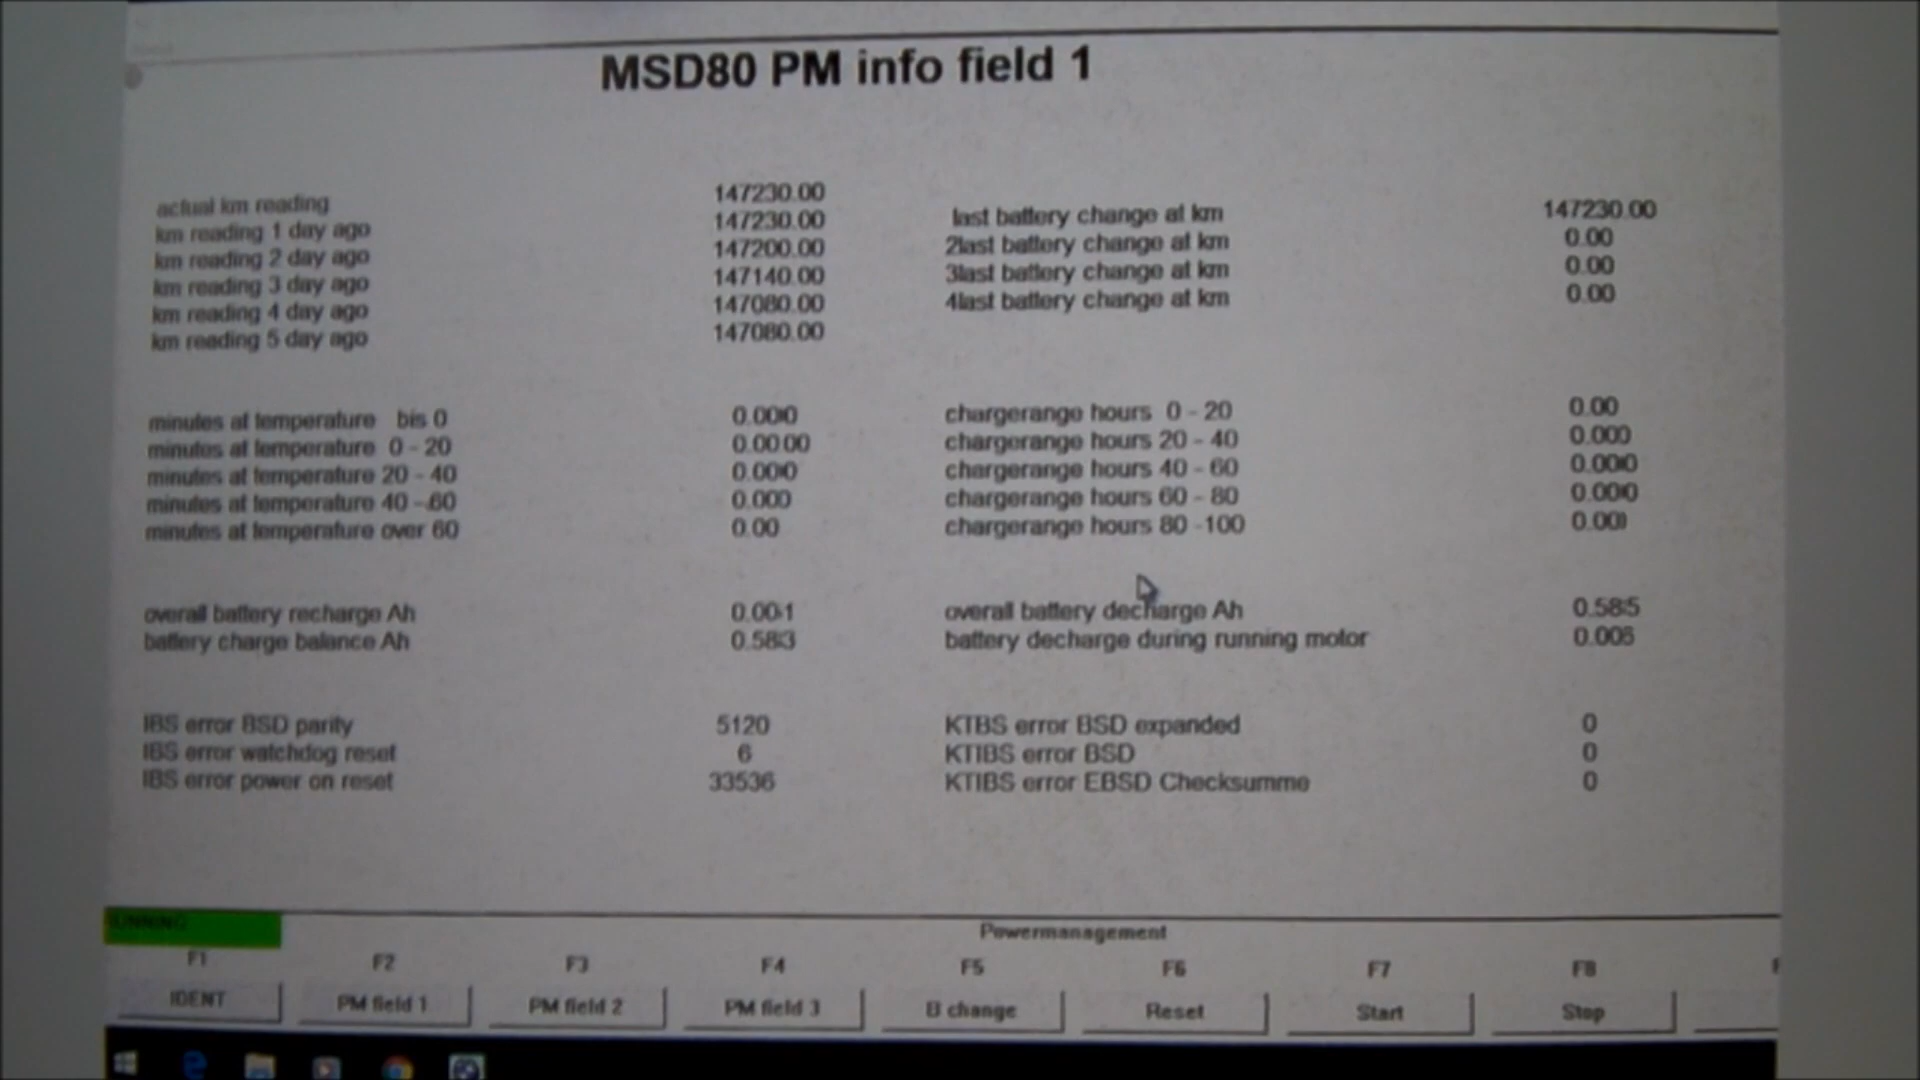 MSD80 PM info field 1
actual km reading 147230.00
km reading 1 day ago 147230.00
km reading 2 day ago 147200.00
km reading 3 day ago 147140.00
km reading 4 day ago 147080.00
km reading 5 day ago 147080.00
last battery change at km 147230.00
2last battery change at km 0.00
3last battery change at km 0.00
4last battery change at km 0.00
minutes at temperature bis 0
minutes at temperature 0 - 20
minutes at temperature 20 - 40
minutes at temperature 40 - 60 0.000
minutes at temperature over 60 0.00
chargerange hours 0 - 20 0.00
chargerange hours 20 - 40 0.000
chargerange hours 40 - 60
chargerange hours 60 - 80
chargerange hours 80 -100
overall battery recharge Ah
battery charge balance Ah
overall battery decharge Ah
battery decharge during running motor
IBS error BSD parity 5120
IBS error watchdog reset 6
IBS error power on reset 33536
KTBS error BSD expanded 0
KTIBS error BSD 0
KTIBS error EBSD Checksumme 0
Powermanagement
F1 F2 F3 F4 F5 F6 F7 F8
IDENT PM field 1 PM field 2 PM field 3 B change Reset Start Stop